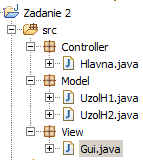 Zadanie 2
src
Controller
Hlavna.java
Model
UzolH1.java
UzolH2.java
View
Gui.java